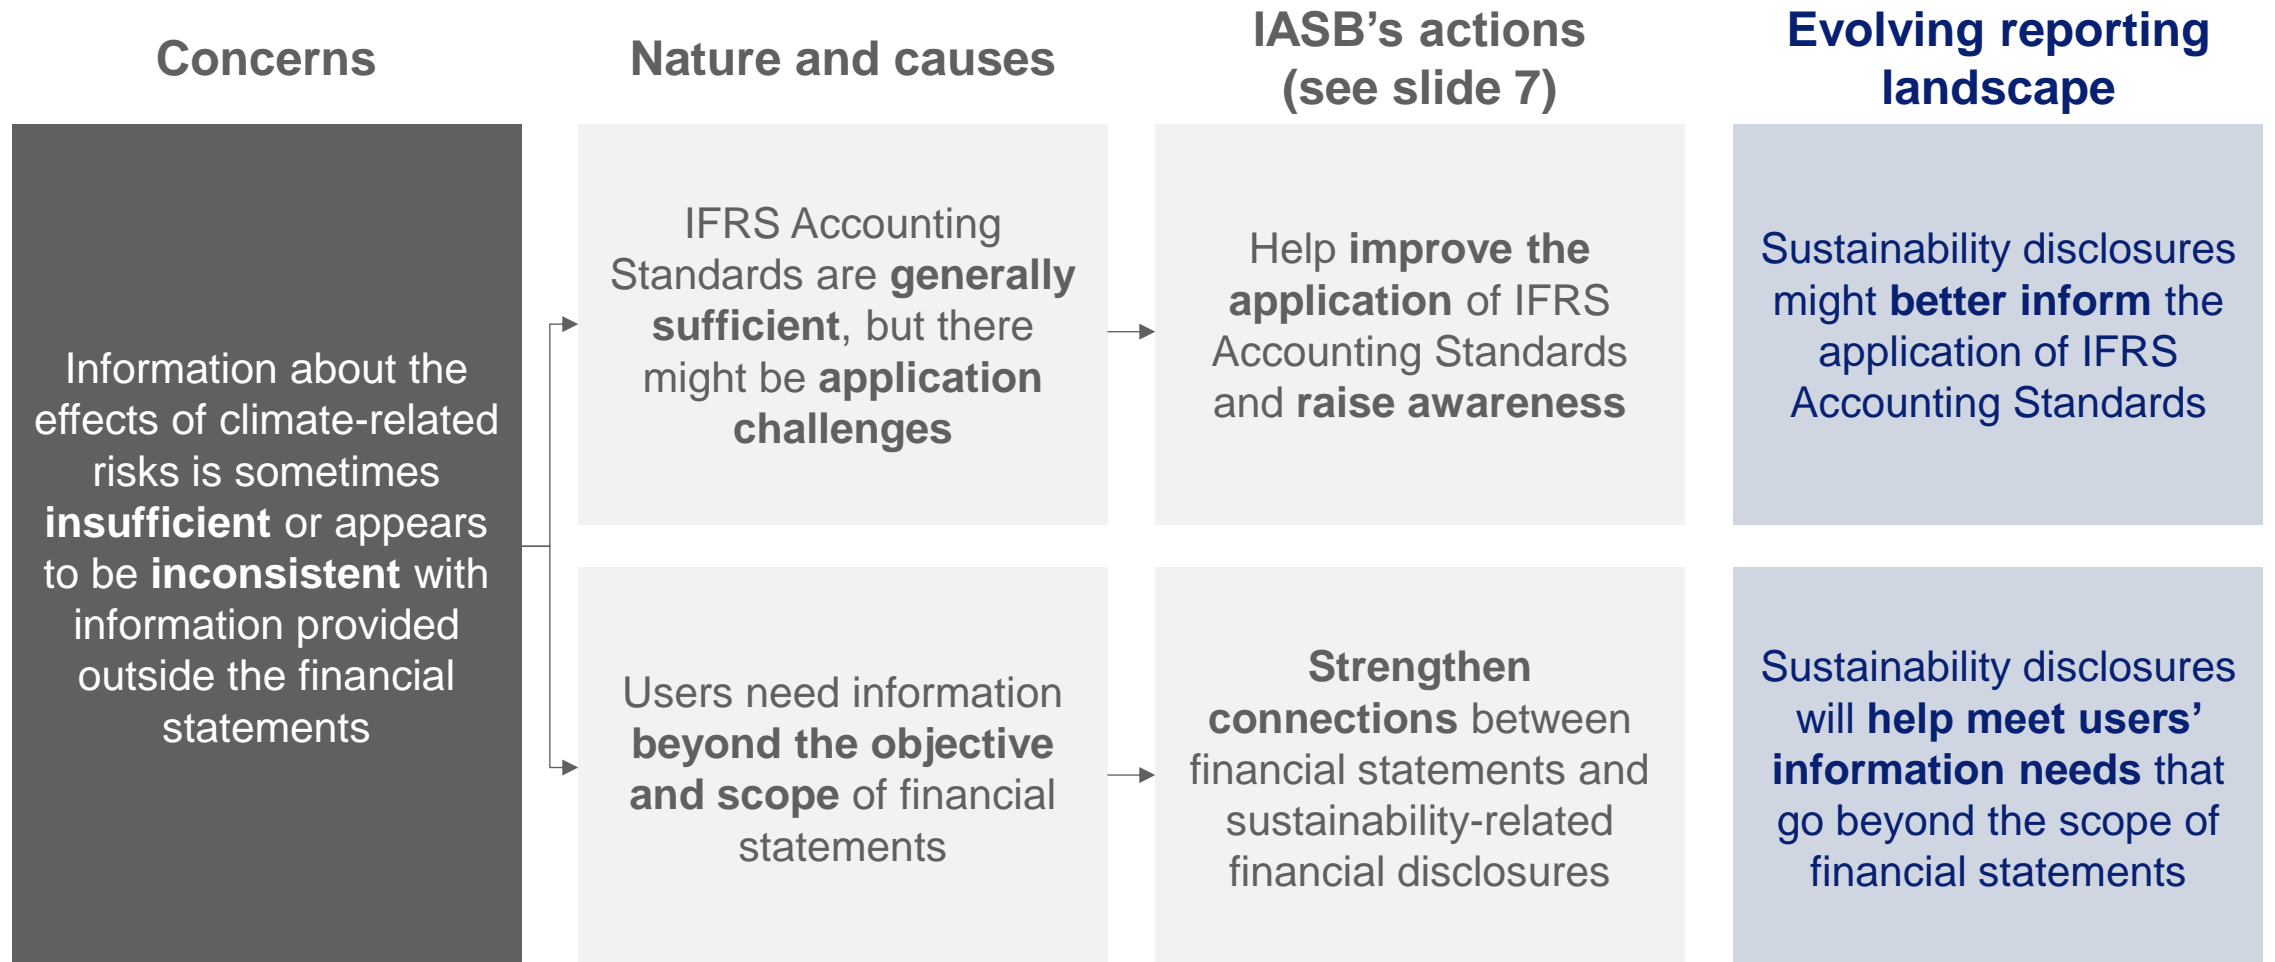 Concerns
Nature and causes
IASB’s actions
(see slide 7)
Evolving reporting
landscape
Information about the
effects of climate-related
risks is sometimes
insufficient or appears
to be inconsistent with
information provided
outside the financial
statements
IFRS Accounting
Standards are generally
sufficient, but there
might be application
challenges
Help improve the
application of IFRS
Accounting Standards
and raise awareness
Sustainability disclosures
might better inform the
application of IFRS
Accounting Standards
Users need information
beyond the objective
and scope of financial
statements
Strengthen
connections between
financial statements and
sustainability-related
financial disclosures
Sustainability disclosures
will help meet users’
information needs that
go beyond the scope of
financial statements